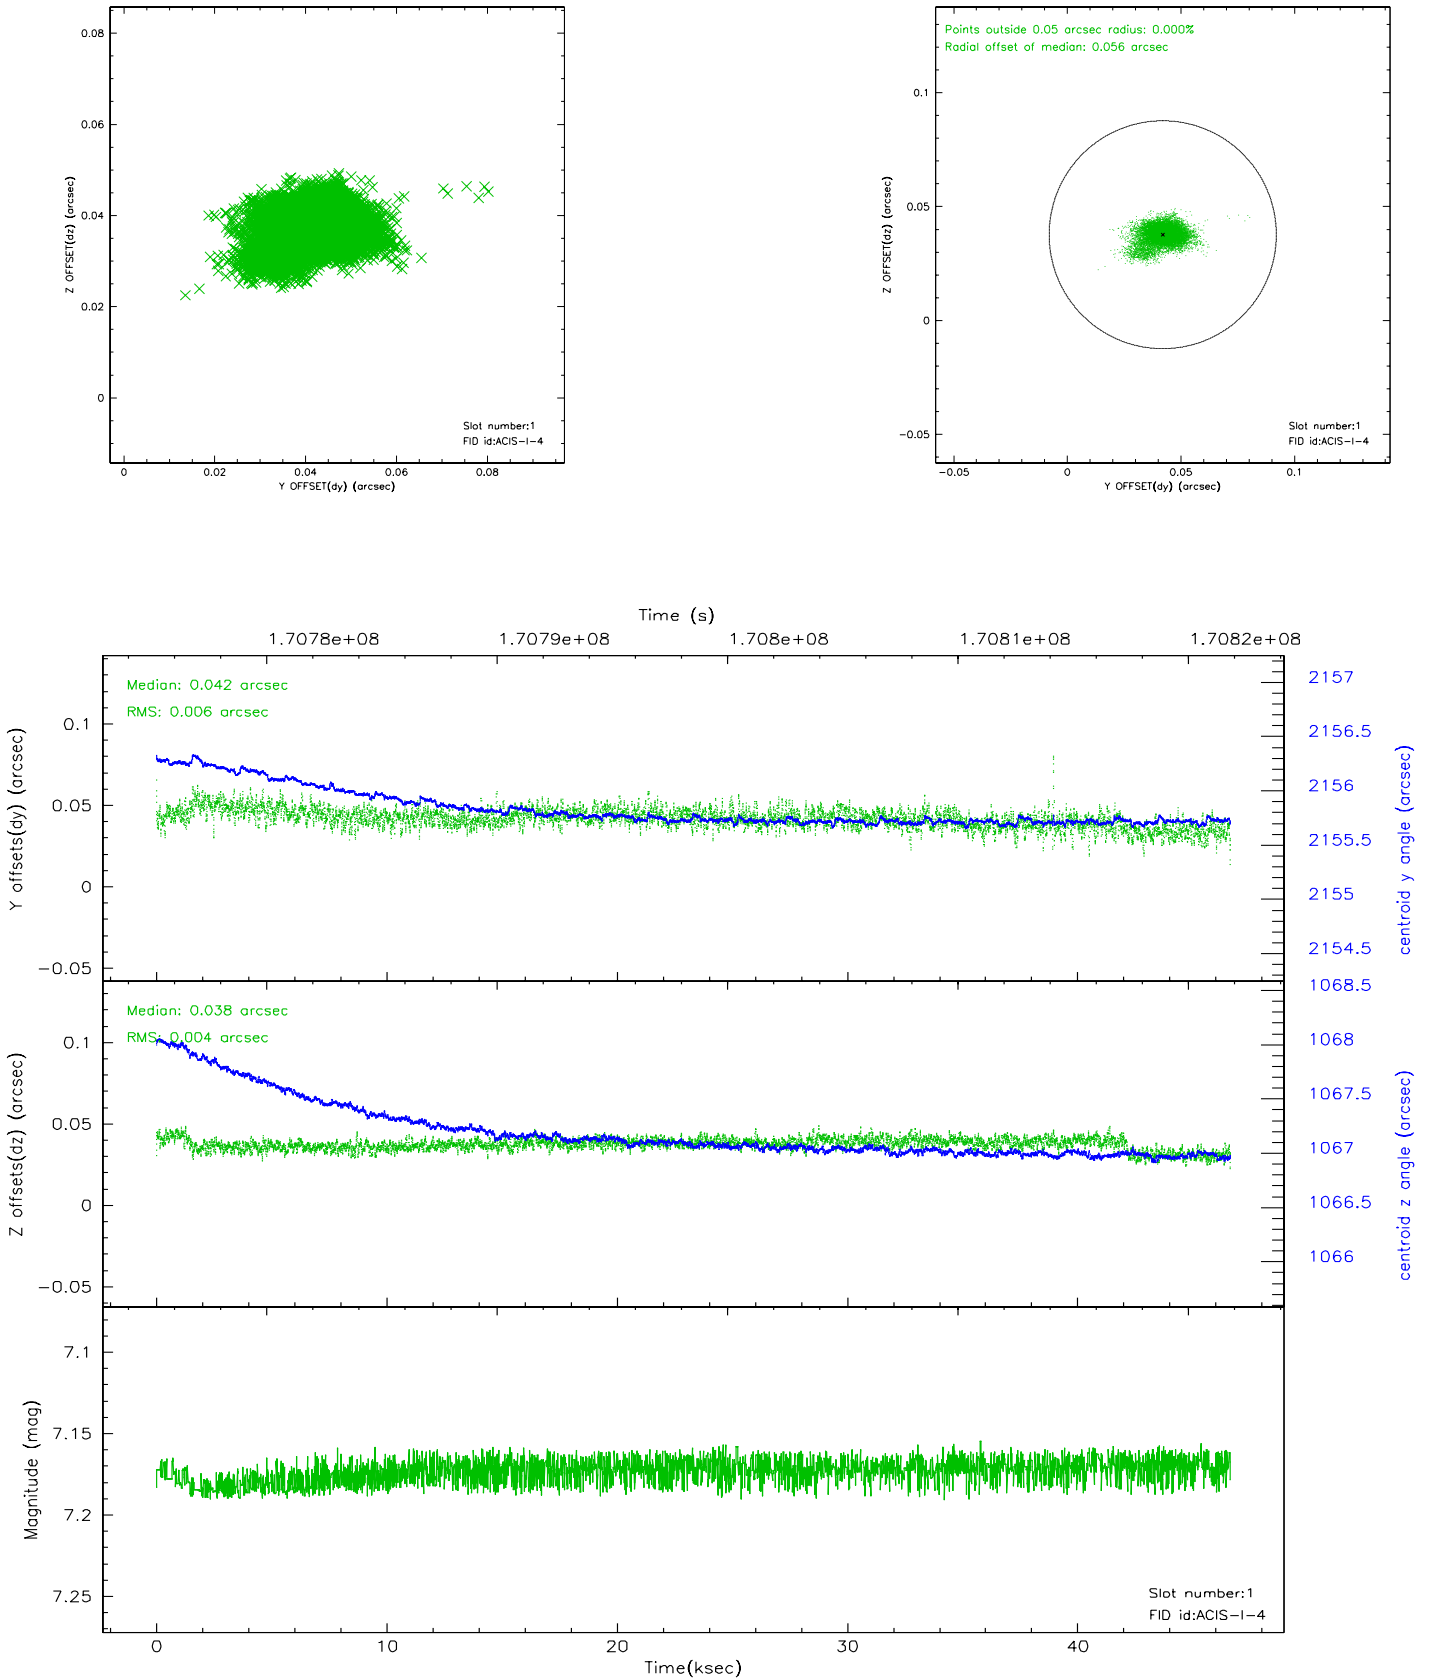 0.08
0.06
0.04
0.02
0
Z OFFSET(dz) (arcsec)
Slot number:1
FID id:ACIS-I-4
0 0.02 0.04 0.06 0.08
Y OFFSET(dy) (arcsec)
Points outside 0.05 arcsec radius: 0.000%
Radial offset of median: 0.056 arcsec
0.1
0.05
0
-0.05
Z OFFSET(dz) (arcsec)
Slot number:1
FID id:ACIS-I-4
-0.05 0 0.05 0.1
Y OFFSET(dy) (arcsec)
Time (s)
1.7078e+08 1.7079e+08 1.708e+08 1.7081e+08 1.7082e+08
Median: 0.042 arcsec
RMS: 0.006 arcsec
0.1
0.05
0
-0.05
Y offsets(dy) (arcsec)
2157
2156.5
2156
2155.5
2155
2154.5
centroid y angle (arcsec)
Median: 0.038 arcsec
RMS: 0.004 arcsec
0.1
0.05
0
-0.05
Z offsets(dz) (arcsec)
1068.5
1068
1067.5
1067
1066.5
1066
centroid z angle (arcsec)
7.1
7.15
7.2
7.25
Magnitude (mag)
Slot number:1
FID id:ACIS-I-4
0 10 20 30 40
Time(ksec)